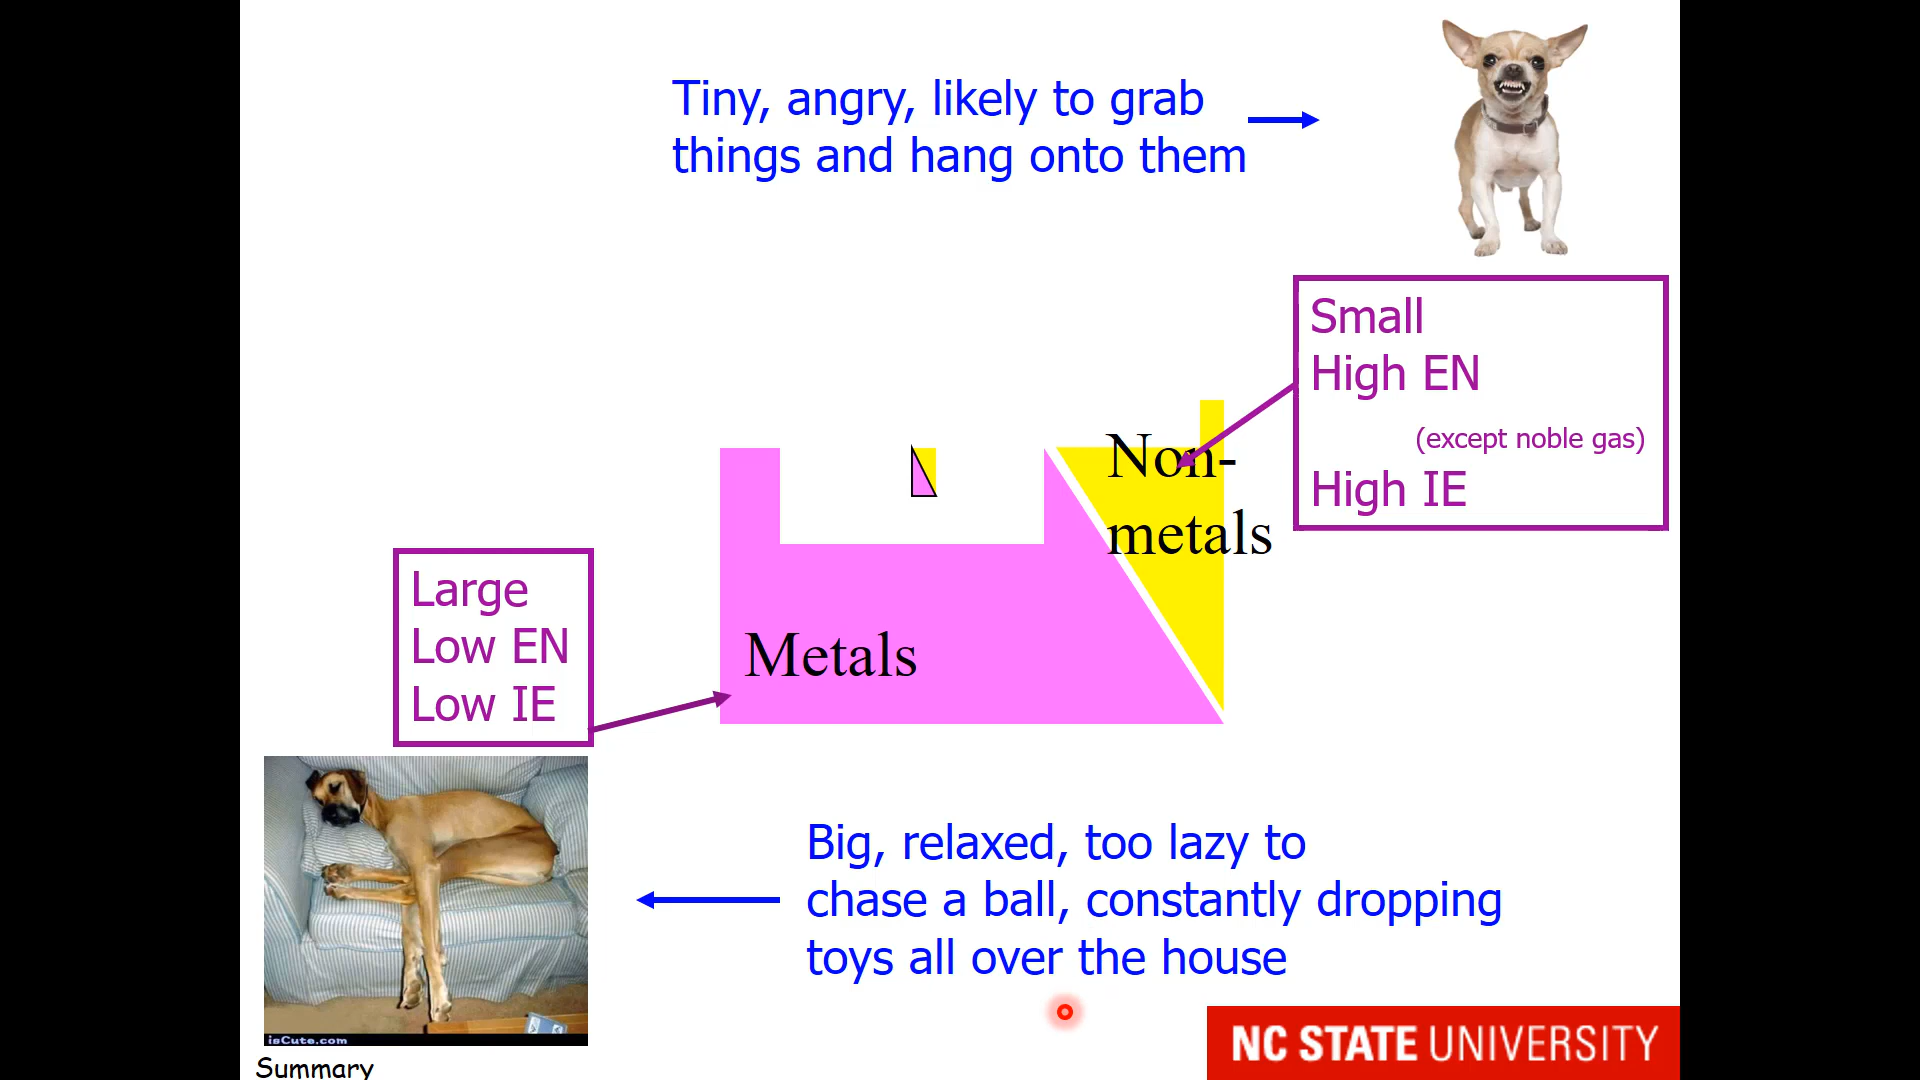 Tiny, angry, likely to grab
things and hang onto them
Small
High EN
(except noble gas)
High IE
Non-
metals
Large
Low EN
Low IE
Metals
Big, relaxed, too lazy to
chase a ball, constantly dropping
toys all over the house
isCute.com
Summary
NC STATE UNIVERSITY